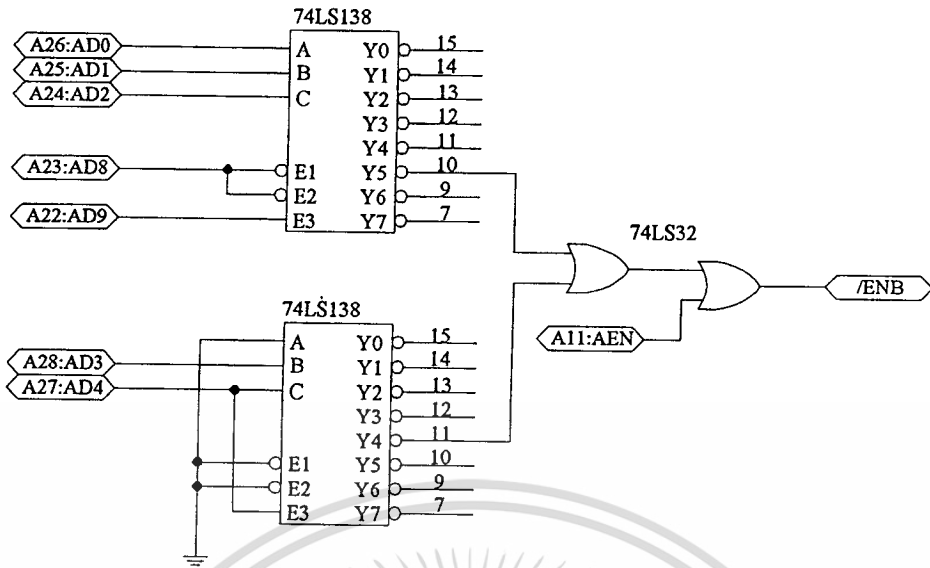 74LS138
A26:AD0
A25:AD1
A24:AD2
A23:AD8
A22:AD9
A
B
C
E1
E2
E3
Y0 15
Y1 14
Y2 13
Y3 12
Y4 11
Y5 10
Y6 9
Y7 7
74LS32
/ENB
A11:AEN
74LS138
A28:AD3
A27:AD4
A
B
C
E1
E2
E3
Y0 15
Y1 14
Y2 13
Y3 12
Y4 11
Y5 10
Y6 9
Y7 7